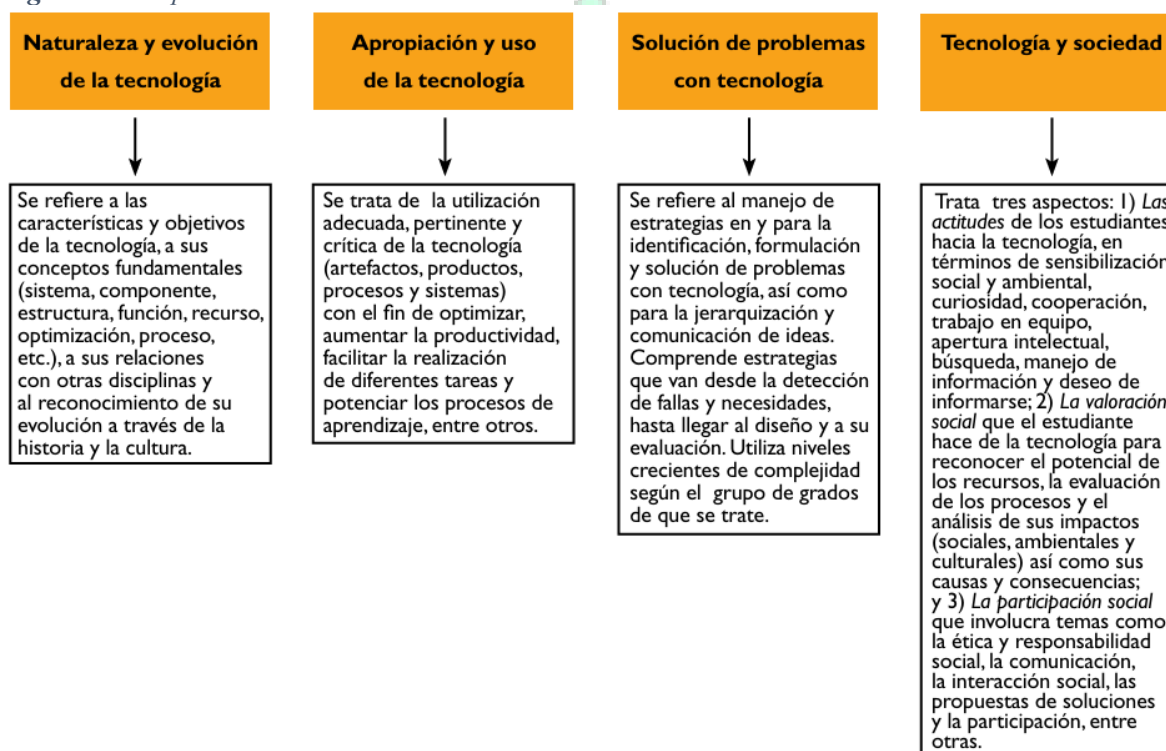 Naturaleza y evolución
de la tecnología
Se refiere a las
características y objetivos
de la tecnología, a sus
conceptos fundamentales
(sistema, componente,
estructura, función, recurso,
optimización, proceso,
etc.), a sus relaciones
con otras disciplinas y
al reconocimiento de su
evolución a través de la
historia y la cultura.
Apropiación y uso
de la tecnología
Se trata de la utilización
adecuada, pertinente y
crítica de la tecnología
(artefactos, productos,
procesos y sistemas)
con el fin de optimizar,
aumentar la productividad,
facilitar la realización
de diferentes tareas y
potenciar los procesos de
aprendizaje, entre otros.
Solución de problemas
con tecnología
Se refiere al manejo de
estrategias en y para la
identificación, formulación
y solución de problemas
con tecnología, así como
para la jerarquización y
comunicación de ideas.
Comprende estrategias
que van desde la detección
de fallas y necesidades,
hasta llegar al diseño y a su
evaluación. Utiliza niveles
crecientes de complejidad
según el grupo de grados
de que se trate.
Tecnología y sociedad
Trata tres aspectos: 1) Las
actitudes de los estudiantes
hacia la tecnología, en
términos de sensibilización
social y ambiental,
curiosidad, cooperación,
trabajo en equipo,
apertura intelectual,
búsqueda, manejo de
información y deseo de
informarse; 2) La valoración
social que el estudiante
hace de la tecnología para
reconocer el potencial de
los recursos, la evaluación
de los procesos y el
análisis de sus impactos
(sociales, ambientales y
culturales) así como sus
causas y consecuencias;
y 3) La participación social
que involucra temas como
la ética y responsabilidad
social, la comunicación,
la interacción social, las
propuestas de soluciones
y la participación, entre
otras.